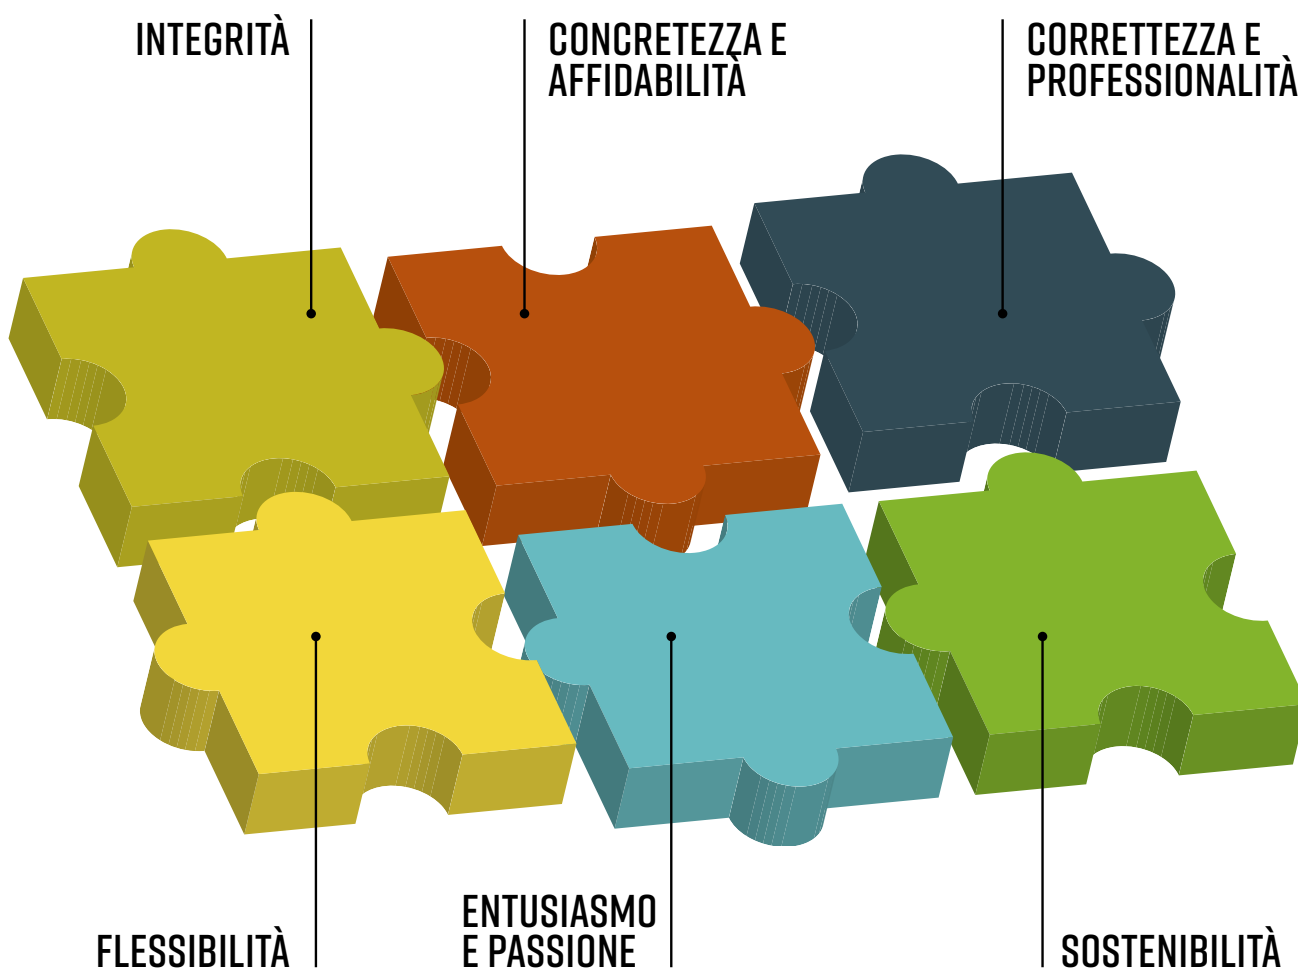 INTEGRITÀ
CONCRETEZZA E
AFFIDABILITÀ
CORRETTEZZA E
PROFESSIONALITÀ
FLESSIBILITÀ
ENTUSIASMO
E PASSIONE
SOSTENIBILITÀ